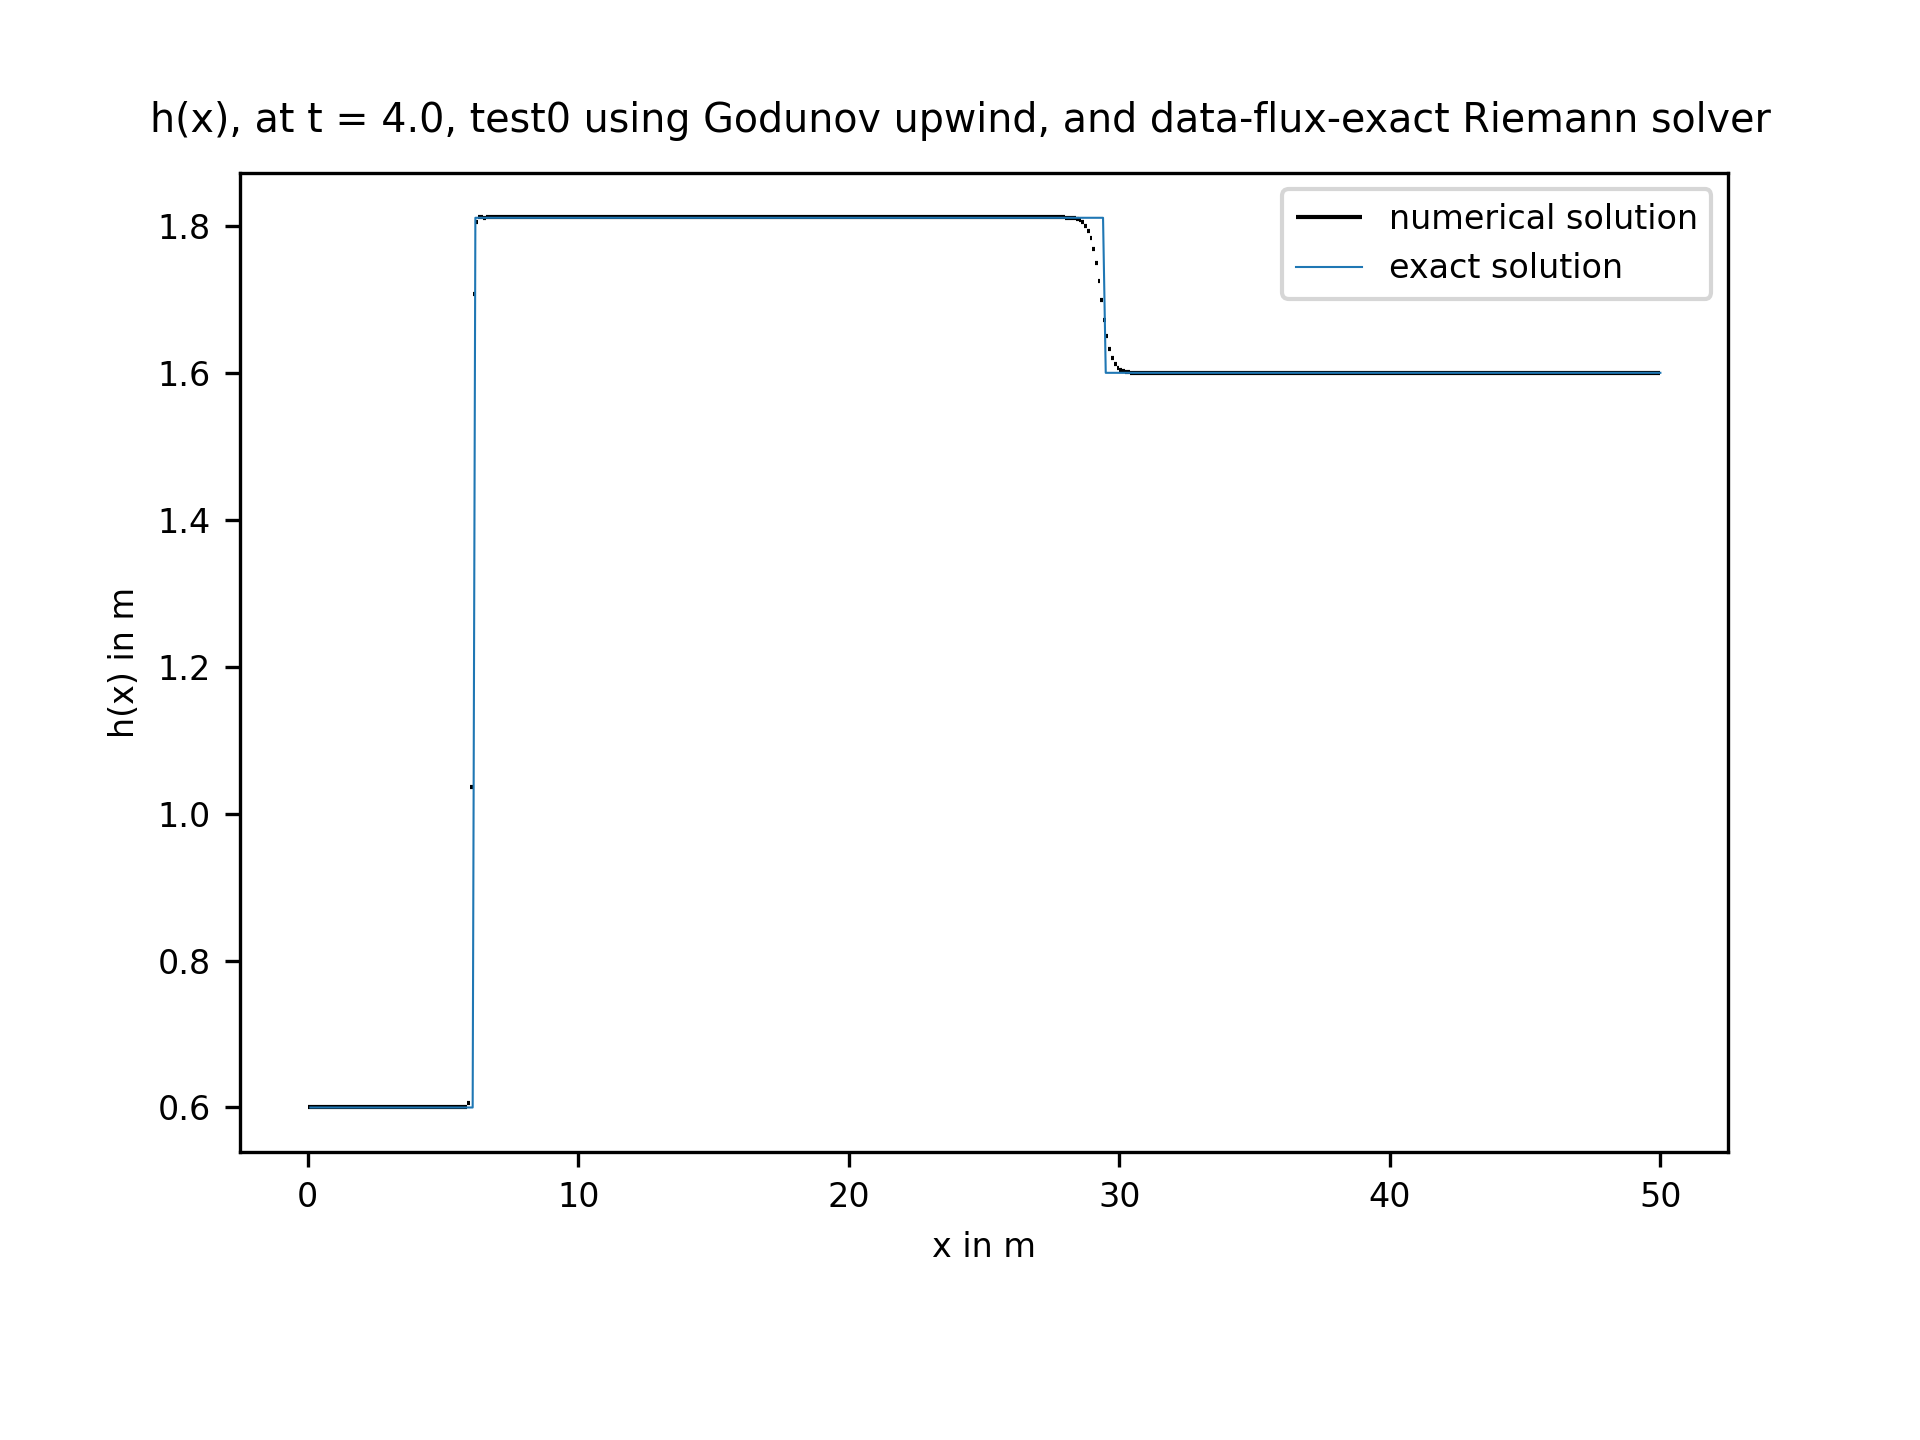 h(x), at t = 4.0, test0 using Godunov upwind, and data-flux-exact Riemann solver
numerical solution
exact solution
1.8
1.6
1.4
1.2
1.0
0.8
0.6
h(x) in m
0 10 20 30 40 50
x in m